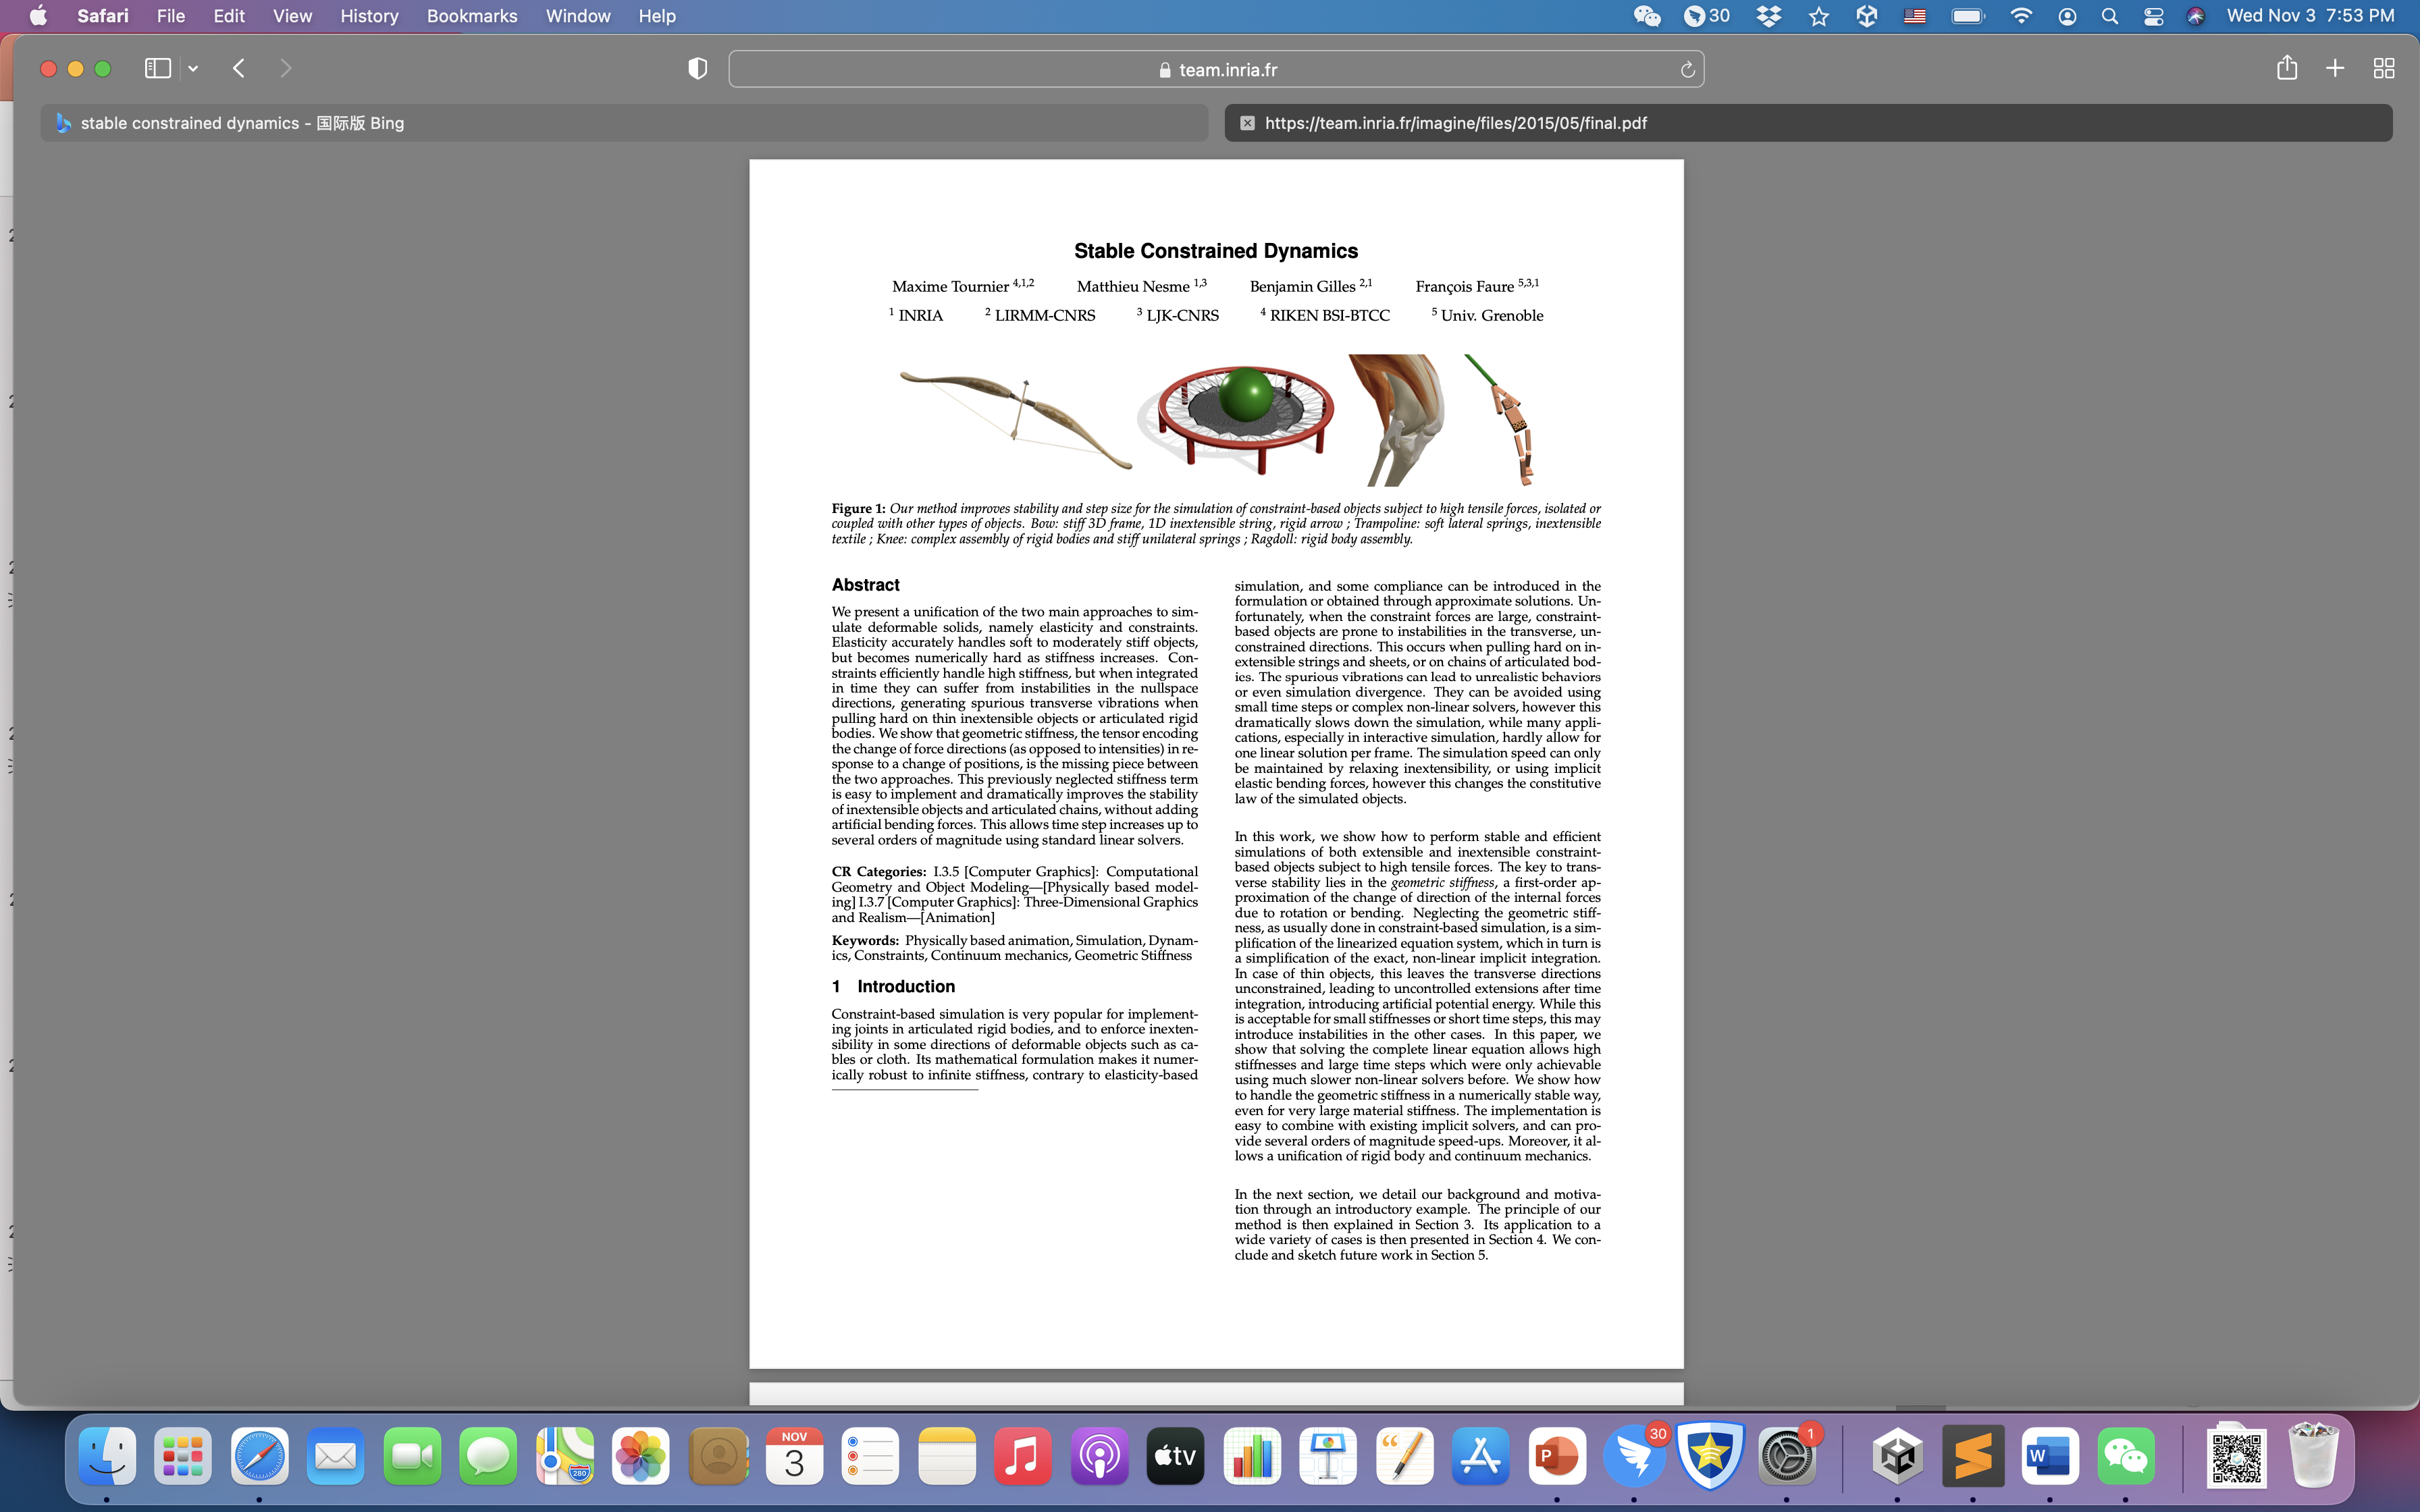 Safari File Edit View History Bookmarks Window Help 30 Wed Nov 3 7:53 PM
team.inria.fr
stable constrained dynamics - 国际版 Bing
https://team.inria.fr/imagine/files/2015/05/final.pdf
Stable Constrained Dynamics
Maxime Tournier 4,1,2 Matthieu Nesme 1,3 Benjamin Gilles 2,1 François Faure 5,3,1
1 INRIA 2 LIRMM-CNRS 3 LJK-CNRS 4 RIKEN BSI-BTCC 5 Univ. Grenoble
Figure 1: Our method improves stability and step size for the simulation of constraint-based objects subject to high tensile forces, isolated or
coupled with other types of objects. Bow: stiff 3D frame, 1D inextensible string, rigid arrow ; Trampoline: soft lateral springs, inextensible
textile ; Knee: complex assembly of rigid bodies and stiff unilateral springs ; Ragdoll: rigid body assembly.
Abstract
We present a unification of the two main approaches to sim-
ulate deformable solids, namely elasticity and constraints.
Elasticity accurately handles soft to moderately stiff objects,
but becomes numerically hard as stiffness increases. Con-
straints efficiently handle high stiffness, but when integrated
in time they can suffer from instabilities in the nullspace
directions, generating spurious transverse vibrations when
pulling hard on thin inextensible objects or articulated rigid
bodies. We show that geometric stiffness, the tensor encoding
the change of force directions (as opposed to intensities) in re-
sponse to a change of positions, is the missing piece between
the two approaches. This previously neglected stiffness term
is easy to implement and dramatically improves the stability
of inextensible objects and articulated chains, without adding
artificial bending forces. This allows time step increases up to
several orders of magnitude using standard linear solvers.
CR Categories: I.3.5 [Computer Graphics]: Computational
Geometry and Object Modeling—[Physically based model-
ing] I.3.7 [Computer Graphics]: Three-Dimensional Graphics
and Realism—[Animation]
Keywords: Physically based animation, Simulation, Dynam-
ics, Constraints, Continuum mechanics, Geometric Stiffness
1 Introduction
Constraint-based simulation is very popular for implement-
ing joints in articulated rigid bodies, and to enforce inexten-
sibility in some directions of deformable objects such as ca-
bles or cloth. Its mathematical formulation makes it numer-
ically robust to infinite stiffness, contrary to elasticity-based
simulation, and some compliance can be introduced in the
formulation or obtained through approximate solutions. Un-
fortunately, when the constraint forces are large, constraint-
based objects are prone to instabilities in the transverse, un-
constrained directions. This occurs when pulling hard on in-
extensible strings and sheets, or on chains of articulated bod-
ies. The spurious vibrations can lead to unrealistic behaviors
or even simulation divergence. They can be avoided using
small time steps or complex non-linear solvers, however this
dramatically slows down the simulation, while many appli-
cations, especially in interactive simulation, hardly allow for
one linear solution per frame. The simulation speed can only
be maintained by relaxing inextensibility, or using implicit
elastic bending forces, however this changes the constitutive
law of the simulated objects.
In this work, we show how to perform stable and efficient
simulations of both extensible and inextensible constraint-
based objects subject to high tensile forces. The key to trans-
verse stability lies in the geometric stiffness, a first-order ap-
proximation of the change of direction of the internal forces
due to rotation or bending. Neglecting the geometric stiff-
ness, as usually done in constraint-based simulation, is a sim-
plification of the linearized equation system, which in turn is
a simplification of the exact, non-linear implicit integration.
In case of thin objects, this leaves the transverse directions
unconstrained, leading to uncontrolled extensions after time
integration, introducing artificial potential energy. While this
is acceptable for small stiffnesses or short time steps, this may
introduce instabilities in the other cases. In this paper, we
show that solving the complete linear equation allows high
stiffnesses and large time steps which were only achievable
using much slower non-linear solvers before. We show how
to handle the geometric stiffness in a numerically stable way,
even for very large material stiffness. The implementation is
easy to combine with existing implicit solvers, and can pro-
vide several orders of magnitude speed-ups. Moreover, it al-
lows a unification of rigid body and continuum mechanics.
In the next section, we detail our background and motiva-
tion through an introductory example. The principle of our
method is then explained in Section 3. Its application to a
wide variety of cases is then presented in Section 4. We con-
clude and sketch future work in Section 5.
280
NOV
3
tv
P
30
1
W